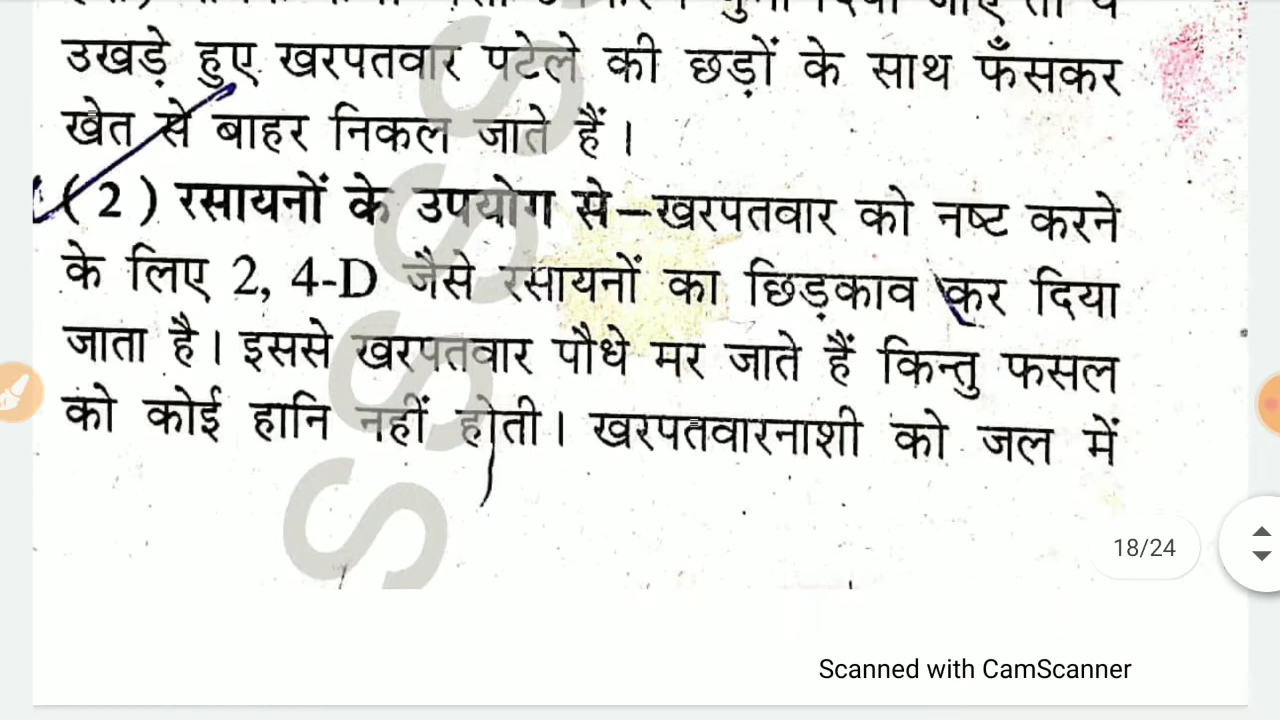 उखड़े हुए खरपतवार पटेले की छड़ों के साथ फँसकर
खेत से बाहर निकल जाते हैं।
(2) रसायनों के उपयोग से—खरपतवार को नष्ट करने
के लिए 2, 4-D जैसे रसायनों का छिड़काव कर दिया
जाता है। इससे खरपतवार पौधे मर जाते हैं किन्तु फसल
को कोई हानि नहीं होती। खरपतवारनाशी को जल में
18/24
Scanned with CamScanner